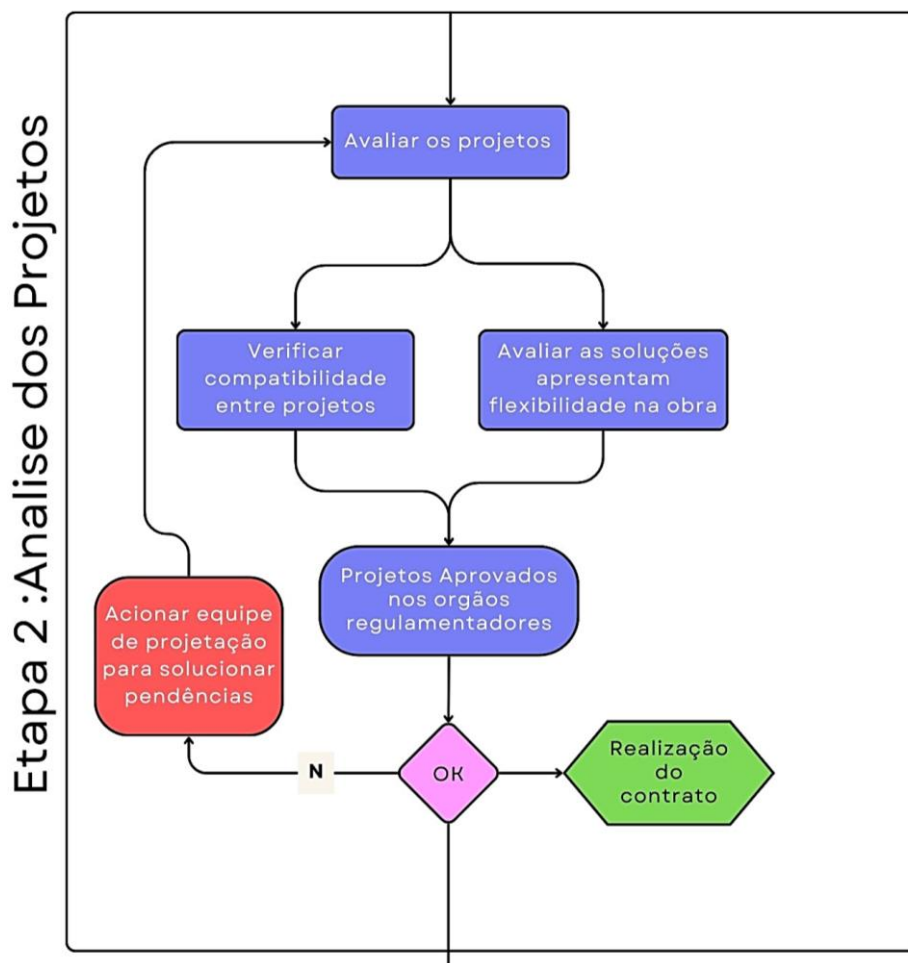 Etapa 2 :Analise dos Projetos
Avaliar os projetos
Verificar
compatibilidade
entre projetos
Avaliar as soluções
apresentam
flexibilidade na obra
Projetos Aprovados
nos orgãos
regulamentadores
Acionar equipe
de projetação
para solucionar
pendências
N
OK
Realização
do
contrato